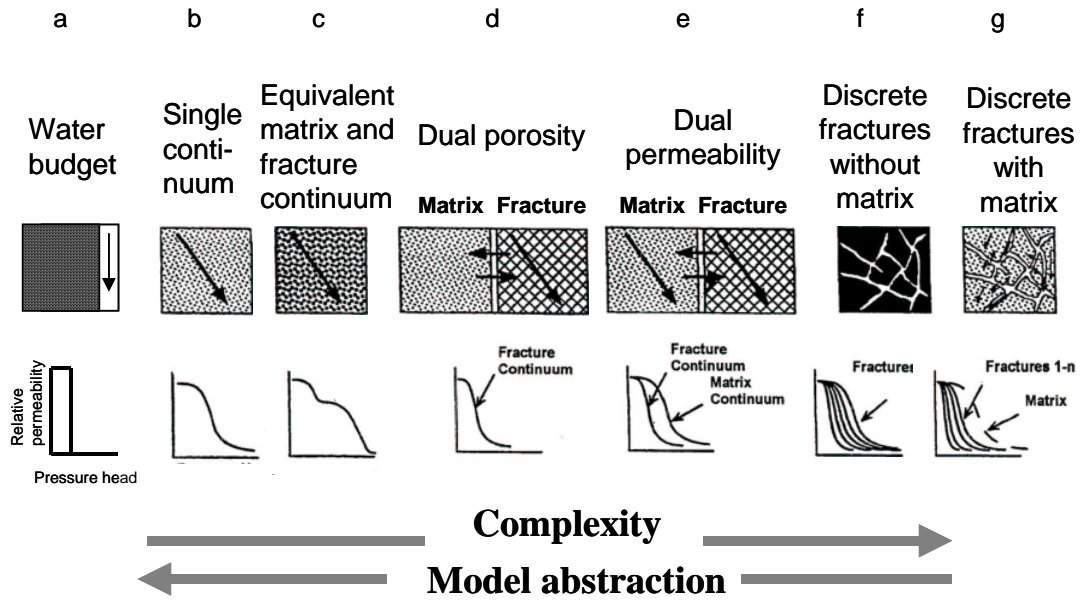 a
b
c
d
e
f
g
Water
budget
Single
conti-
nuum
Equivalent
matrix and
fracture
continuum
Dual porosity
Matrix Fracture
Dual
permeability
Matrix Fracture
Discrete
fractures
without
matrix
Discrete
fractures
with
matrix
Relative
permeability
Pressure head
Fracture
Continuum
Fracture
Continuum
Matrix
Continuum
Fractures
Fractures 1-n
Matrix
Complexity
Model abstraction